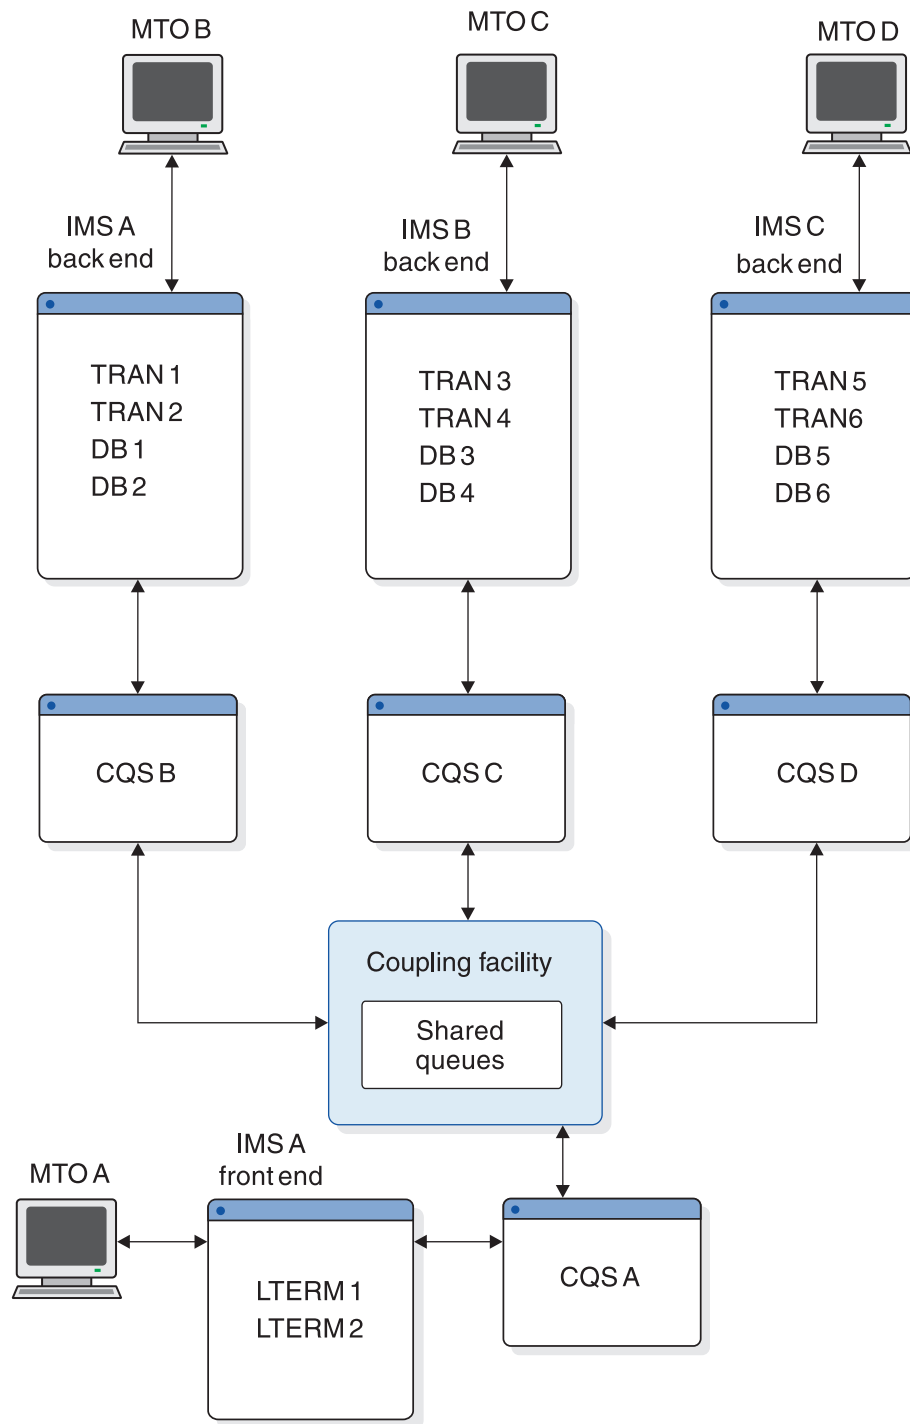 MTO B
MTO C
MTO D
IMS A
back end
IMS B
back end
IMS C
back end
TRAN 1
TRAN 2
DB 1
DB 2
TRAN 3
TRAN 4
DB 3
DB 4
TRAN 5
TRAN6
DB 5
DB 6
CQS B
CQS C
CQS D
Coupling facility
Shared
queues
MTO A
IMS A
front end
LTERM 1
LTERM 2
CQS A